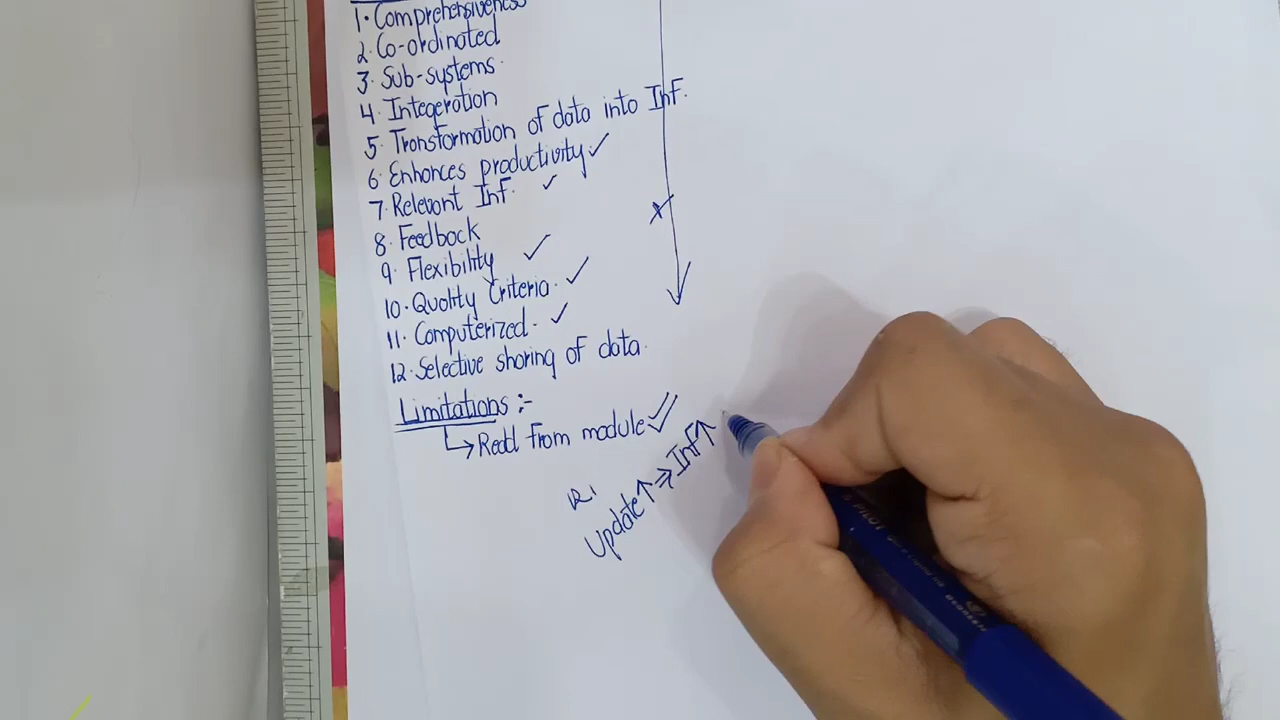 1. Comprehensiveness
2. Co-ordinated
3. Sub-systems.
4. Integeration
5. Transformation of data into Inf.
6. Enhances productivity ✓
7. Relevant Inf. ✓
8. Feedback
9. Flexibility ✓
10. Quality Criteria. ✓
11. Computerized. ✓
12. Selective sharing of data.
Limitations :-
↳ Read from module ✓
Update↑ ⇒ Inf↑